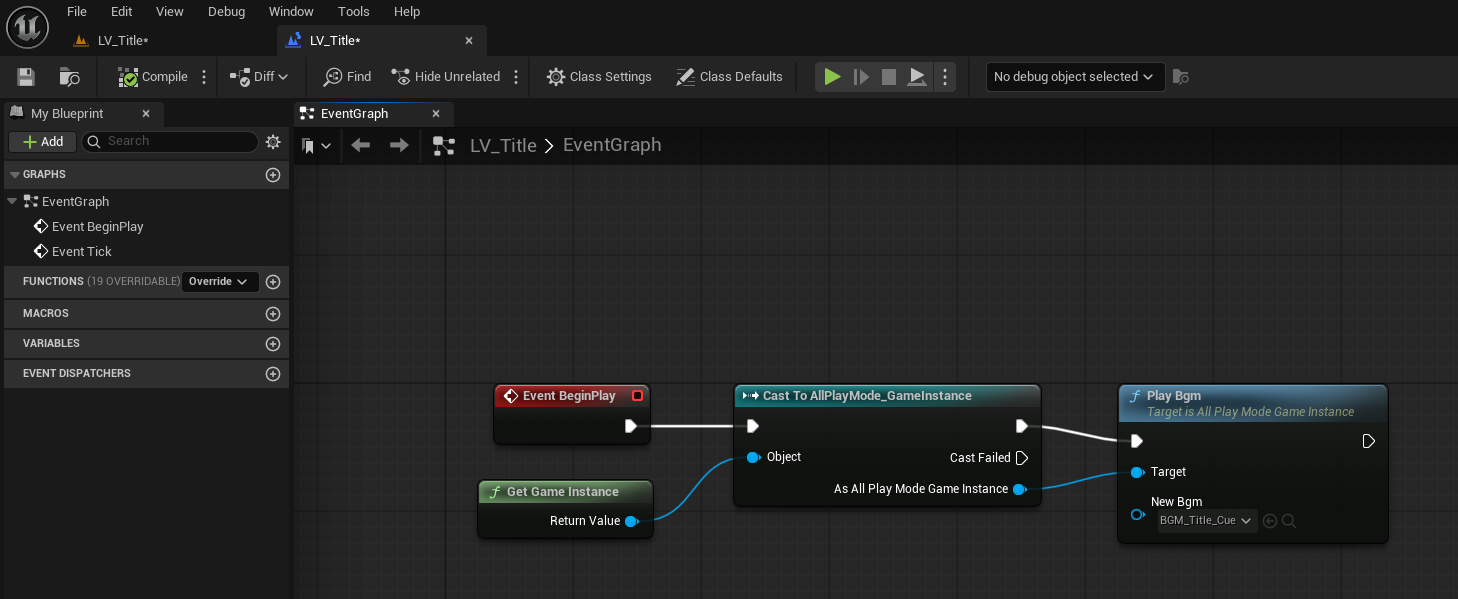 File Edit View Debug Window Tools Help
LV_Title* LV_Title*
Compile Diff Find Hide Unrelated Class Settings Class Defaults No debug object selected
My Blueprint EventGraph
Add Search LV_Title EventGraph
GRAPHS
EventGraph
Event BeginPlay
Event Tick
FUNCTIONS (19 OVERRIDABLE) Override
MACROS
VARIABLES
EVENT DISPATCHERS
Event BeginPlay
Get Game Instance
Return Value
Cast To AllPlayMode_GameInstance
Object
Cast Failed
As All Play Mode Game Instance
Play Bgm
Target is All Play Mode Game Instance
Target
New Bgm
BGM_Title_Cue